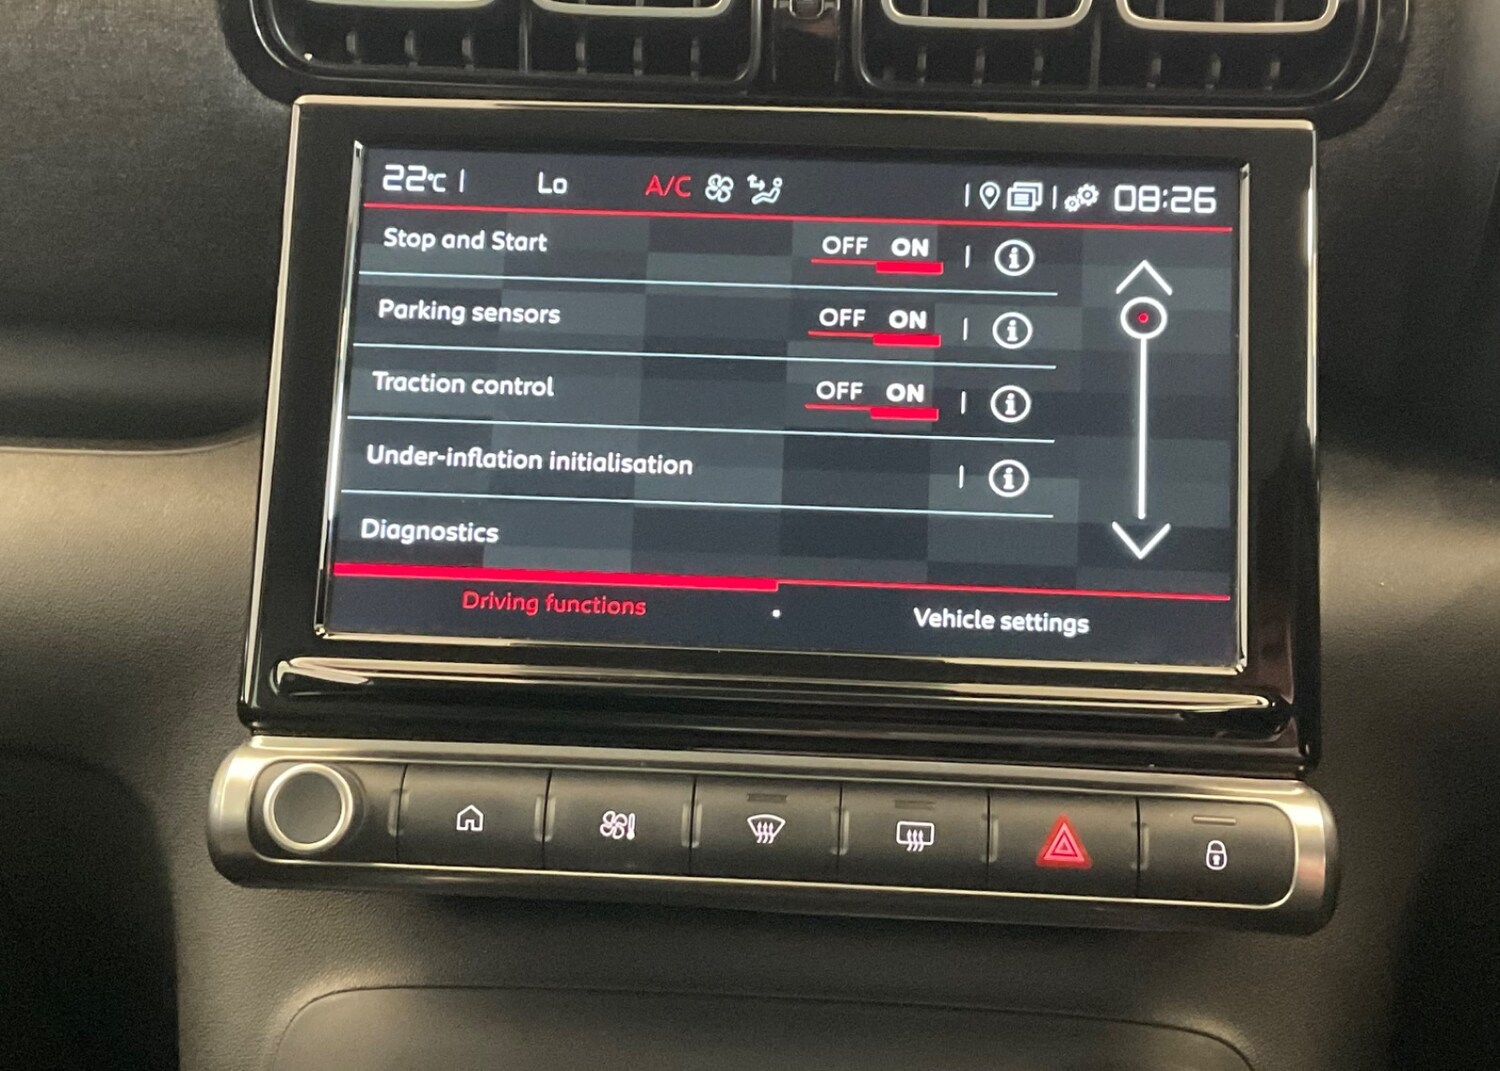 22°C Lo A/C 08:26
Stop and Start OFF ON
Parking sensors OFF ON
Traction control OFF ON
Under-inflation initialisation
Diagnostics
Driving functions Vehicle settings